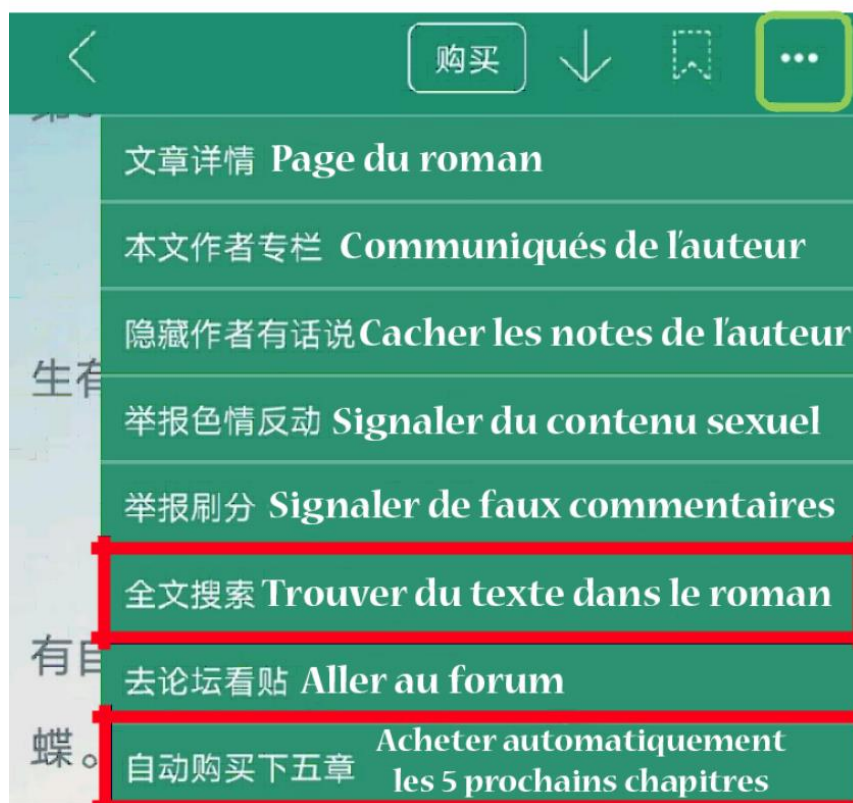 购买
文章详情 Page du roman
本文作者专栏 Communiqués de l'auteur
隐藏作者有话说 Cacher les notes de l'auteur
生有
举报色情反动 Signaler du contenu sexuel
举报刷分 Signaler de faux commentaires
全文搜索 Trouver du texte dans le roman
有自
去论坛看贴 Aller au forum
蝶。
自动购买下五章 Acheter automatiquement
les 5 prochains chapitres